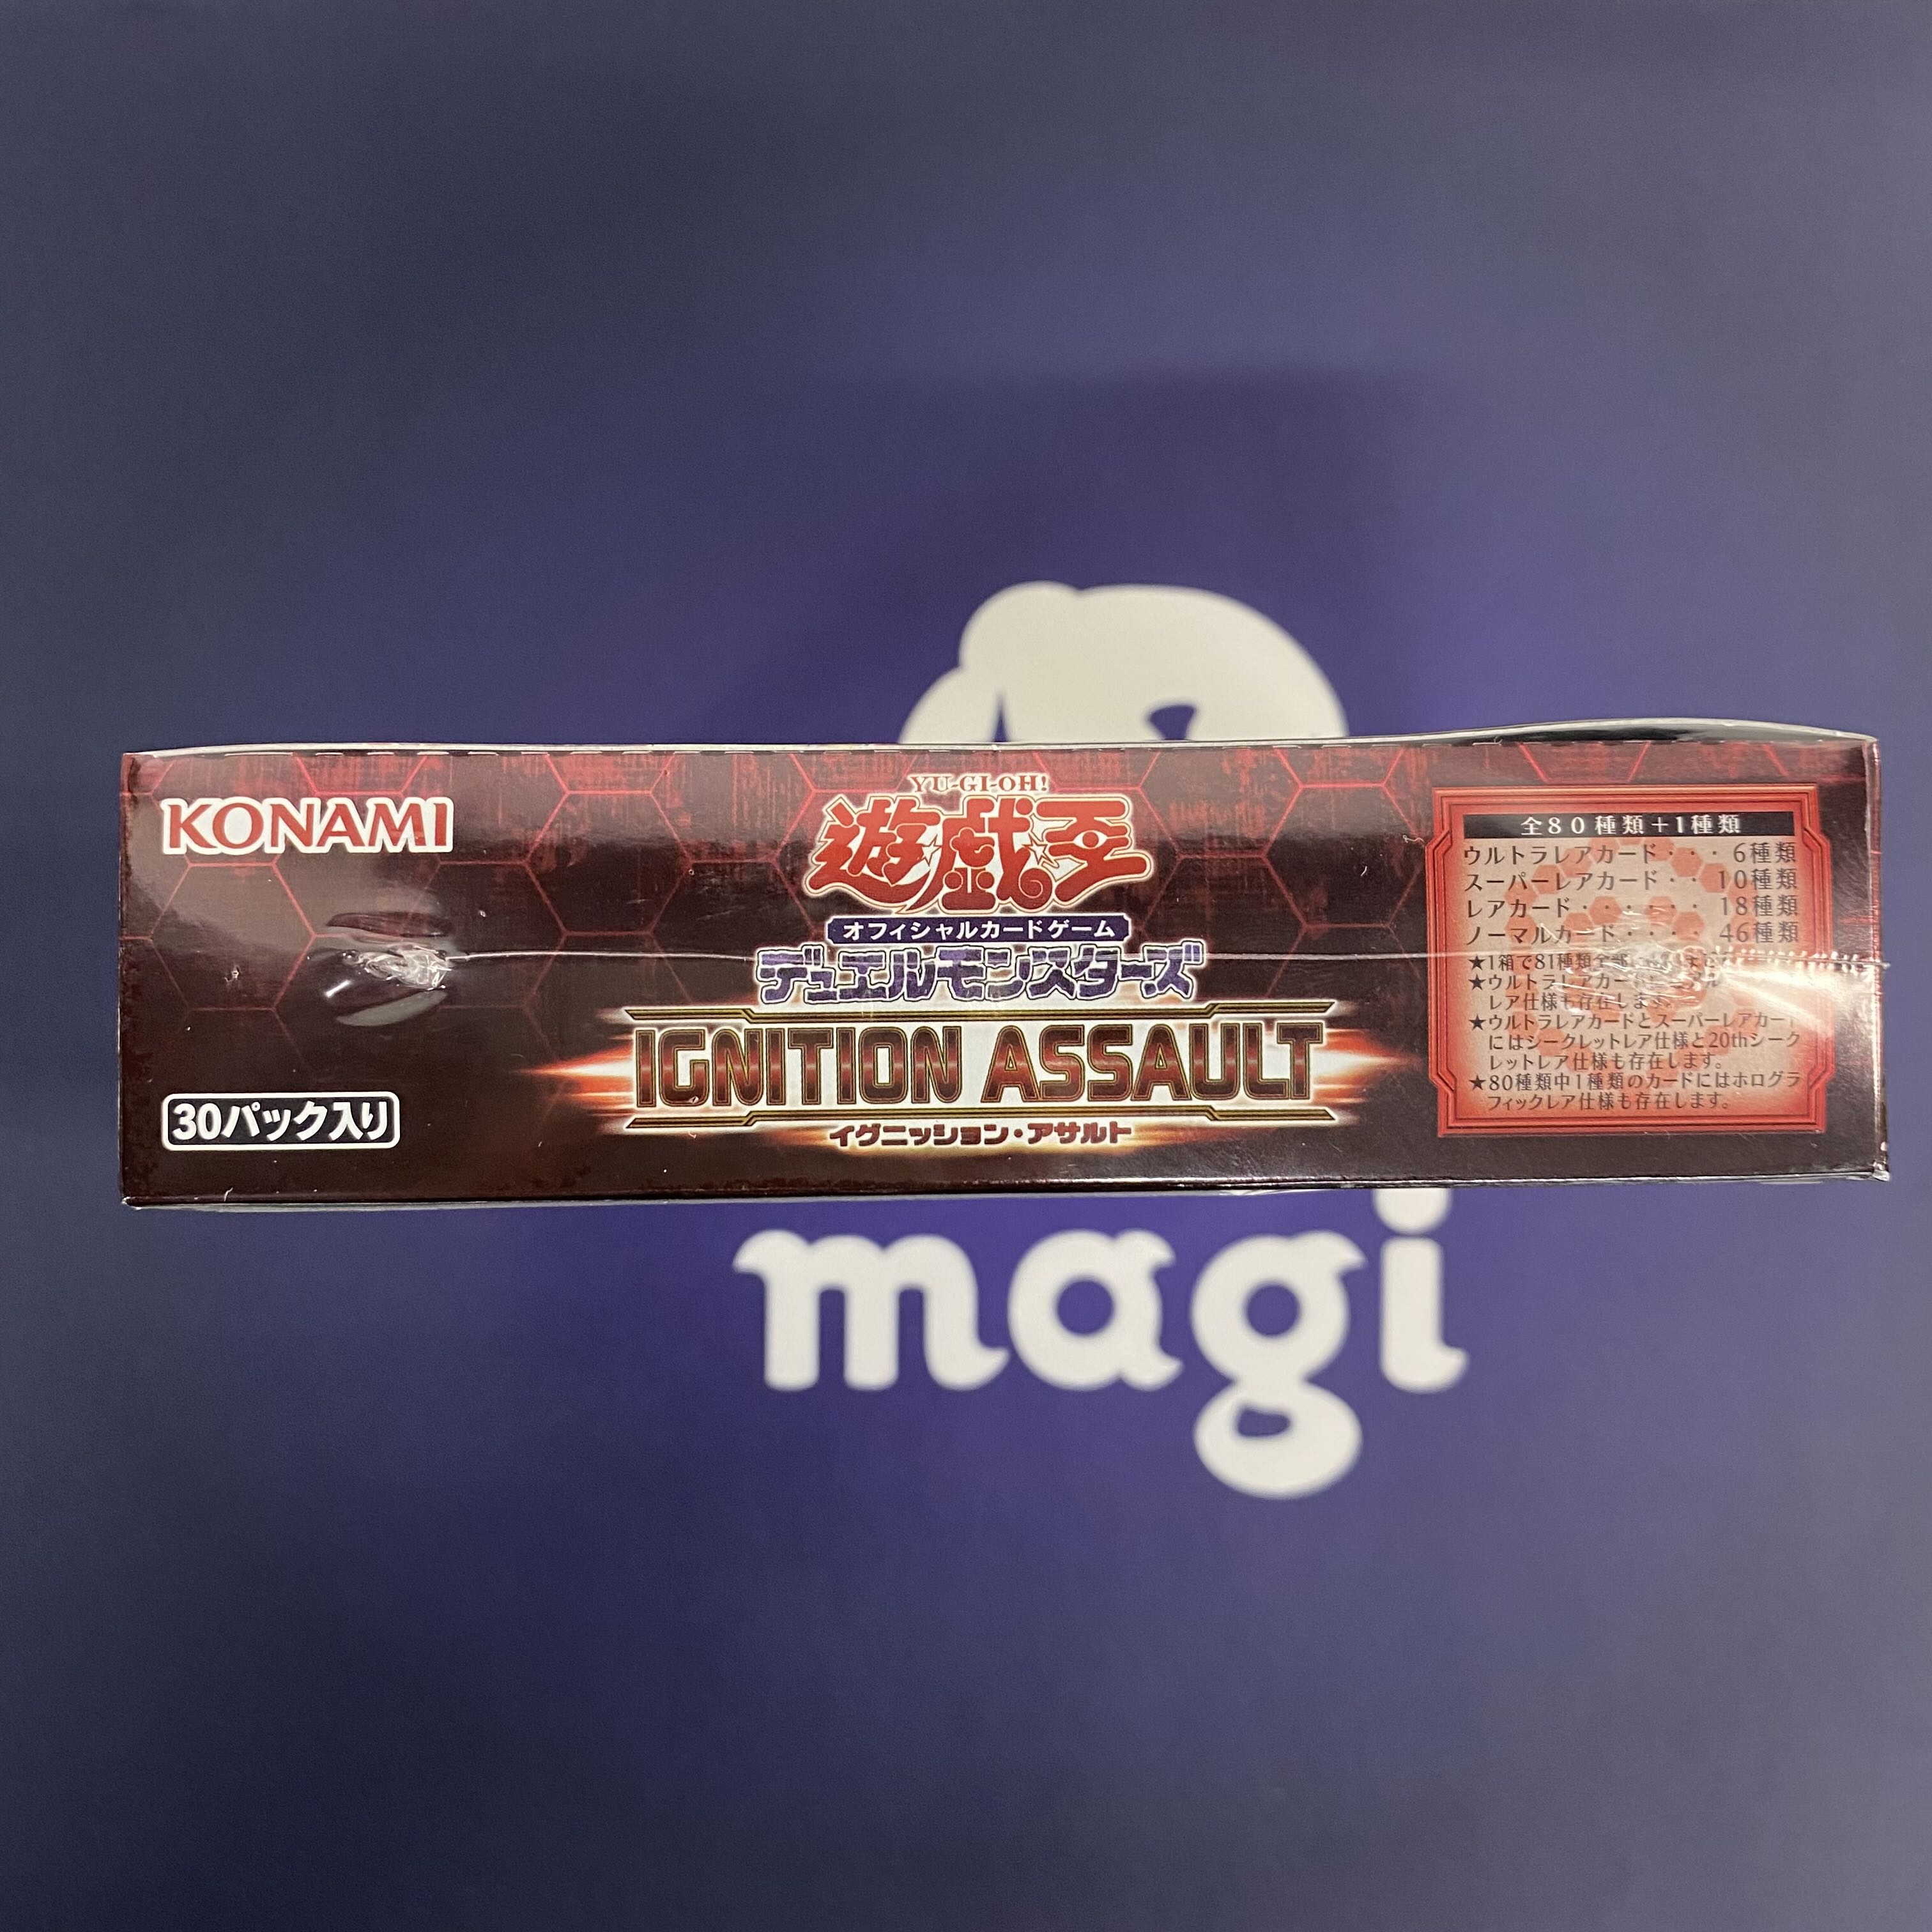 KONAMI
YU-GI-OH!
遊戯王
オフィシャルカードゲーム
デュエルモンスターズ
IGNITION ASSAULT
イグニッション・アサルト
30パック入り
全80種類+1種類
ウルトラレアカード・・・6種類
スーパーレアカード・・10種類
レアカード・・・・・・・18種類
ノーマルカード・・・・46種類
★1箱で81種類全部
★ウルトラレアカー
レア仕様も存在します。
★ウルトラレアカードとスーパーレアカード
にはシークレットレア仕様と20thシーク
レットレア仕様も存在します。
★80種類中1種類のカードにはホログラ
フィックレア仕様も存在します。
magi